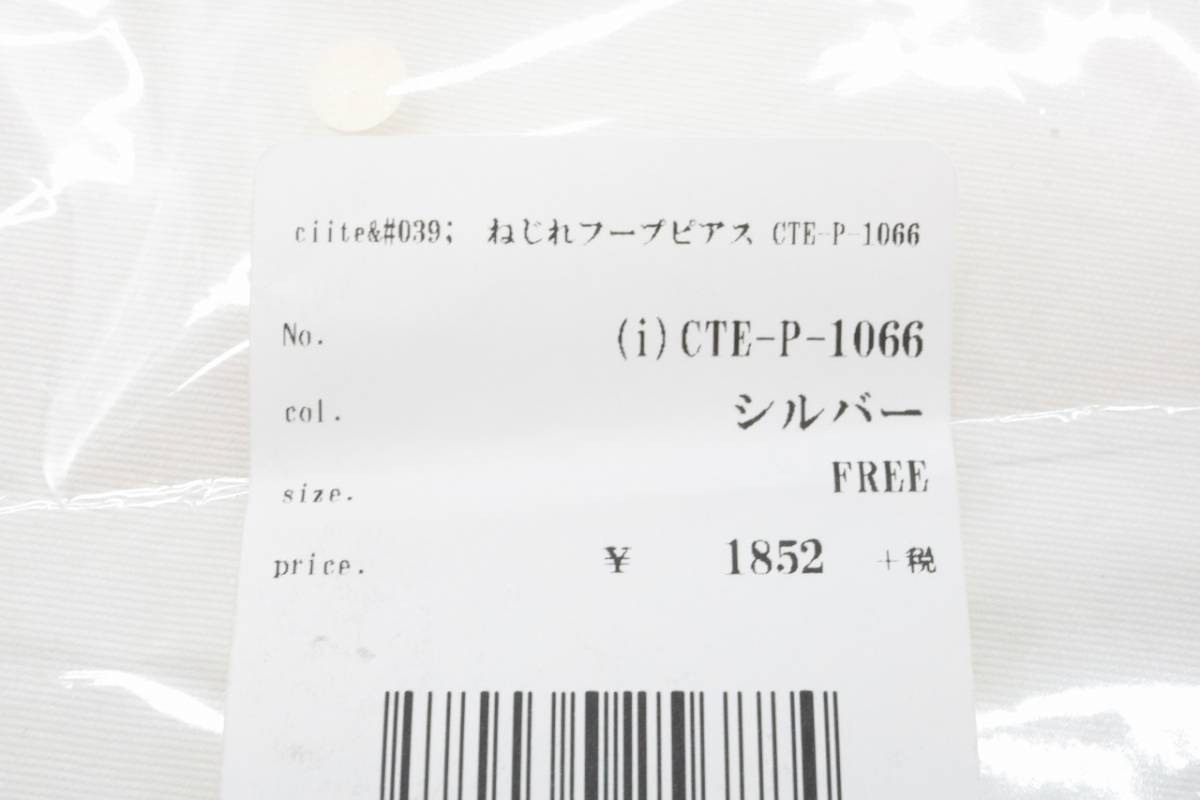 ciite&#039; ねじれフープピアス CTE-P-1066
No. (i)CTE-P-1066
col. シルバー
size. FREE
price. ¥ 1852 +税